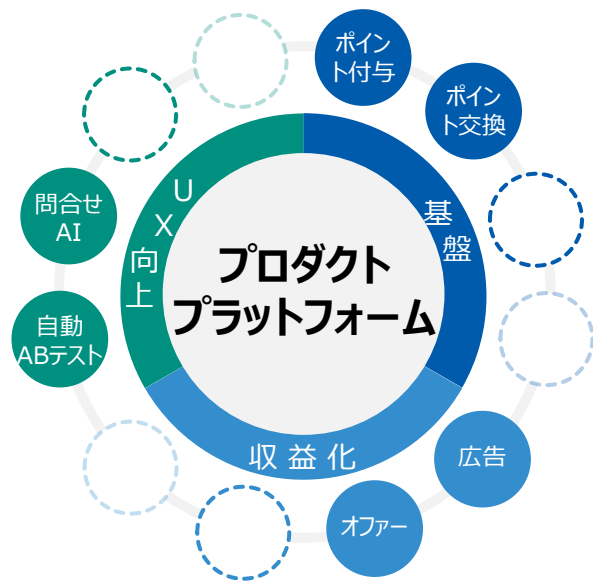 ポイン
ト付与
ポイン
ト交換
基盤
UX向上
問合せ
AI
自動
ABテスト
プロダクト
プラットフォーム
収益化
広告
オファー